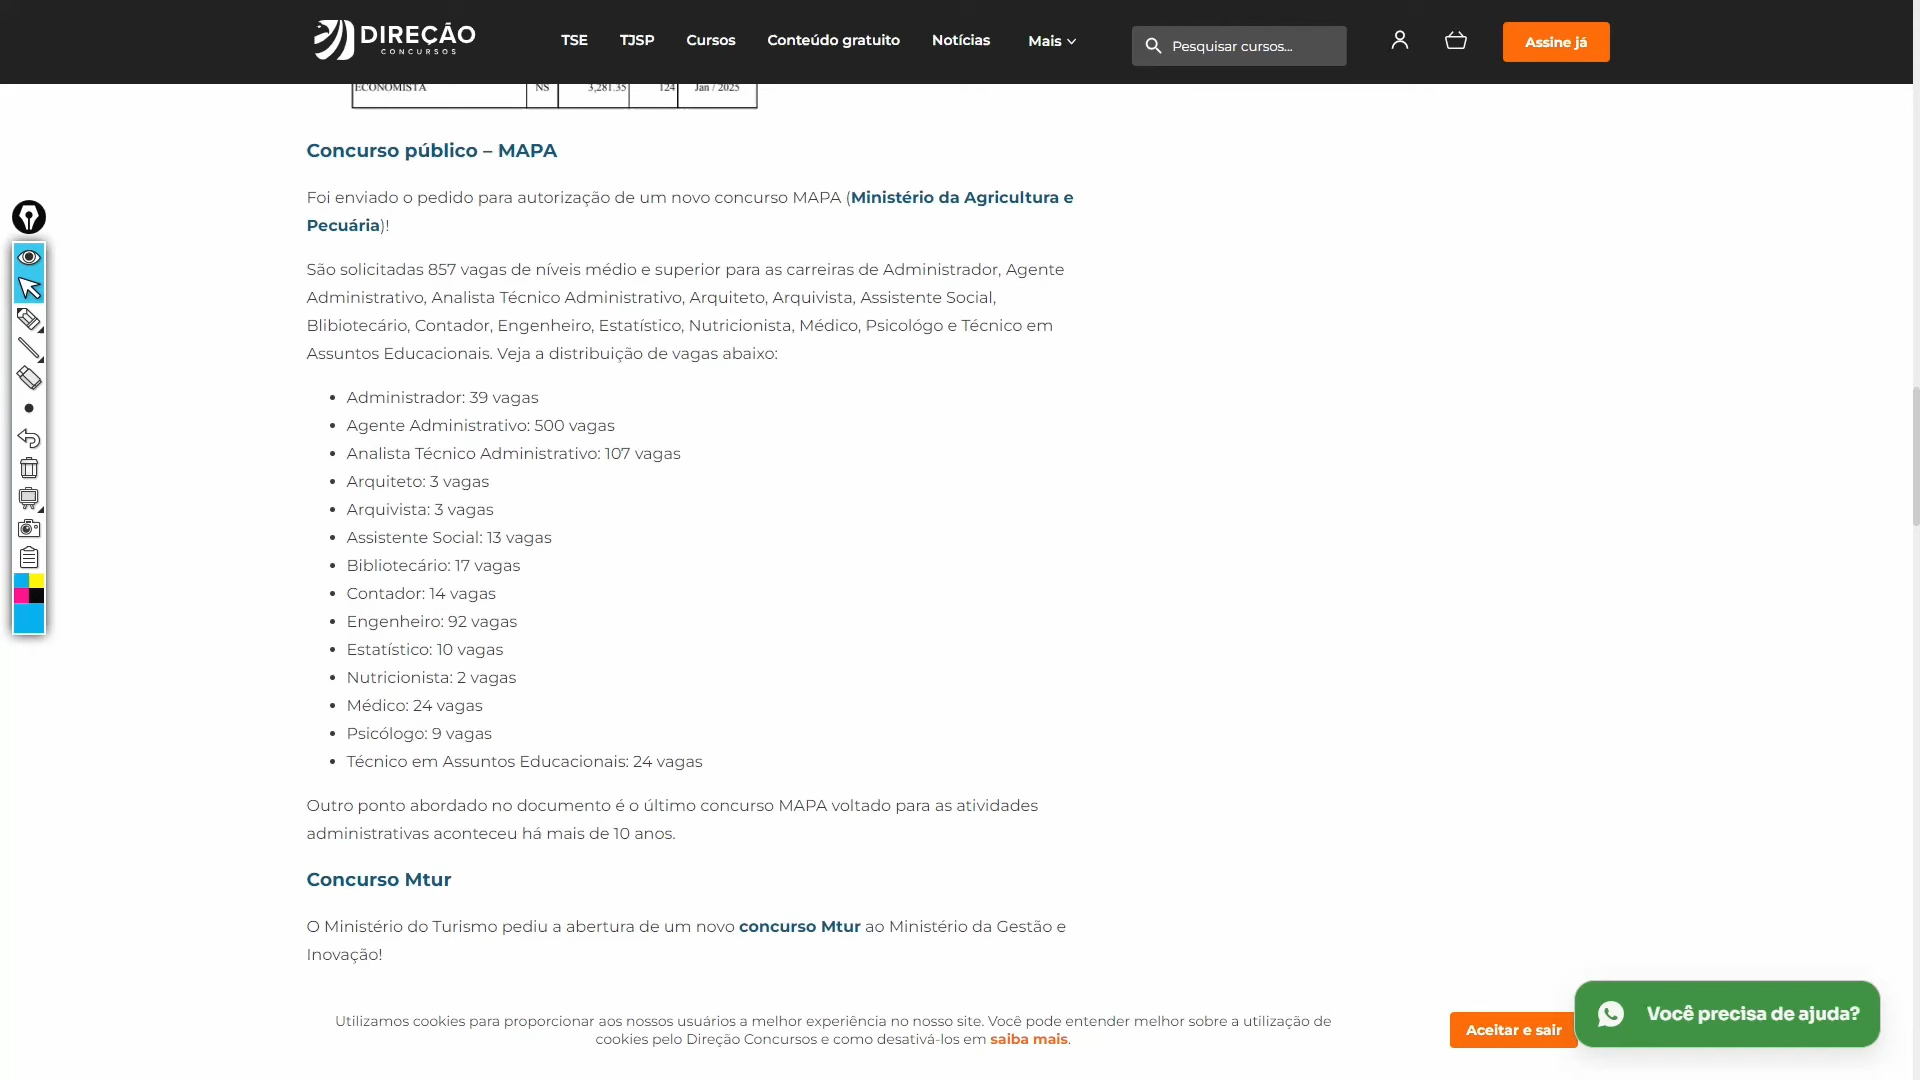 DIREÇÃO
CONCURSOS
TSE
TJSP
Cursos
Conteúdo gratuito
Notícias
Mais
Pesquisar cursos...
Assine já
ECONOMISTA NS 3,281.35 124 Jan / 2025
Concurso público – MAPA
Foi enviado o pedido para autorização de um novo concurso MAPA (Ministério da Agricultura e
Pecuária)!
São solicitadas 857 vagas de níveis médio e superior para as carreiras de Administrador, Agente
Administrativo, Analista Técnico Administrativo, Arquiteto, Arquivista, Assistente Social,
Blibiotecário, Contador, Engenheiro, Estatístico, Nutricionista, Médico, Psicológo e Técnico em
Assuntos Educacionais. Veja a distribuição de vagas abaixo:
• Administrador: 39 vagas
• Agente Administrativo: 500 vagas
• Analista Técnico Administrativo: 107 vagas
• Arquiteto: 3 vagas
• Arquivista: 3 vagas
• Assistente Social: 13 vagas
• Bibliotecário: 17 vagas
• Contador: 14 vagas
• Engenheiro: 92 vagas
• Estatístico: 10 vagas
• Nutricionista: 2 vagas
• Médico: 24 vagas
• Psicólogo: 9 vagas
• Técnico em Assuntos Educacionais: 24 vagas
Outro ponto abordado no documento é o último concurso MAPA voltado para as atividades
administrativas aconteceu há mais de 10 anos.
Concurso Mtur
O Ministério do Turismo pediu a abertura de um novo concurso Mtur ao Ministério da Gestão e
Inovação!
Utilizamos cookies para proporcionar aos nossos usuários a melhor experiência no nosso site. Você pode entender melhor sobre a utilização de
cookies pelo Direção Concursos e como desativá-los em saiba mais.
Aceitar e sair
Você precisa de ajuda?